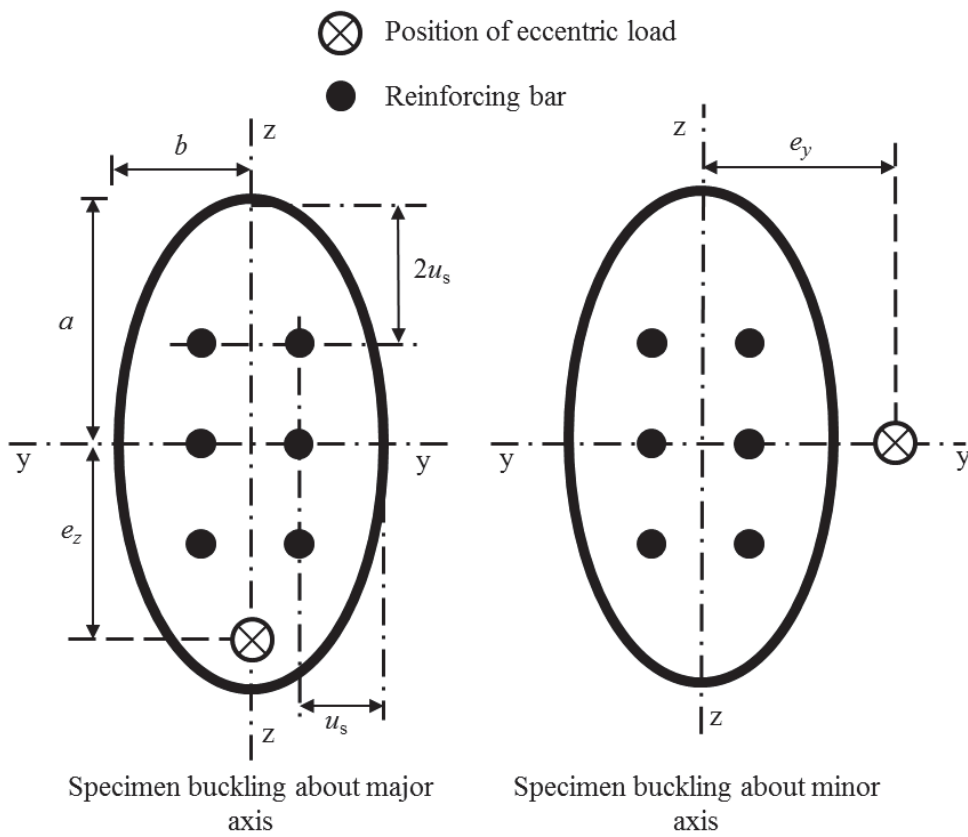 Position of eccentric load
Reinforcing bar
z
z
b
e_y
2u_s
a
y
y
y
y
e_z
u_s
z
z
Specimen buckling about major
axis
Specimen buckling about minor
axis